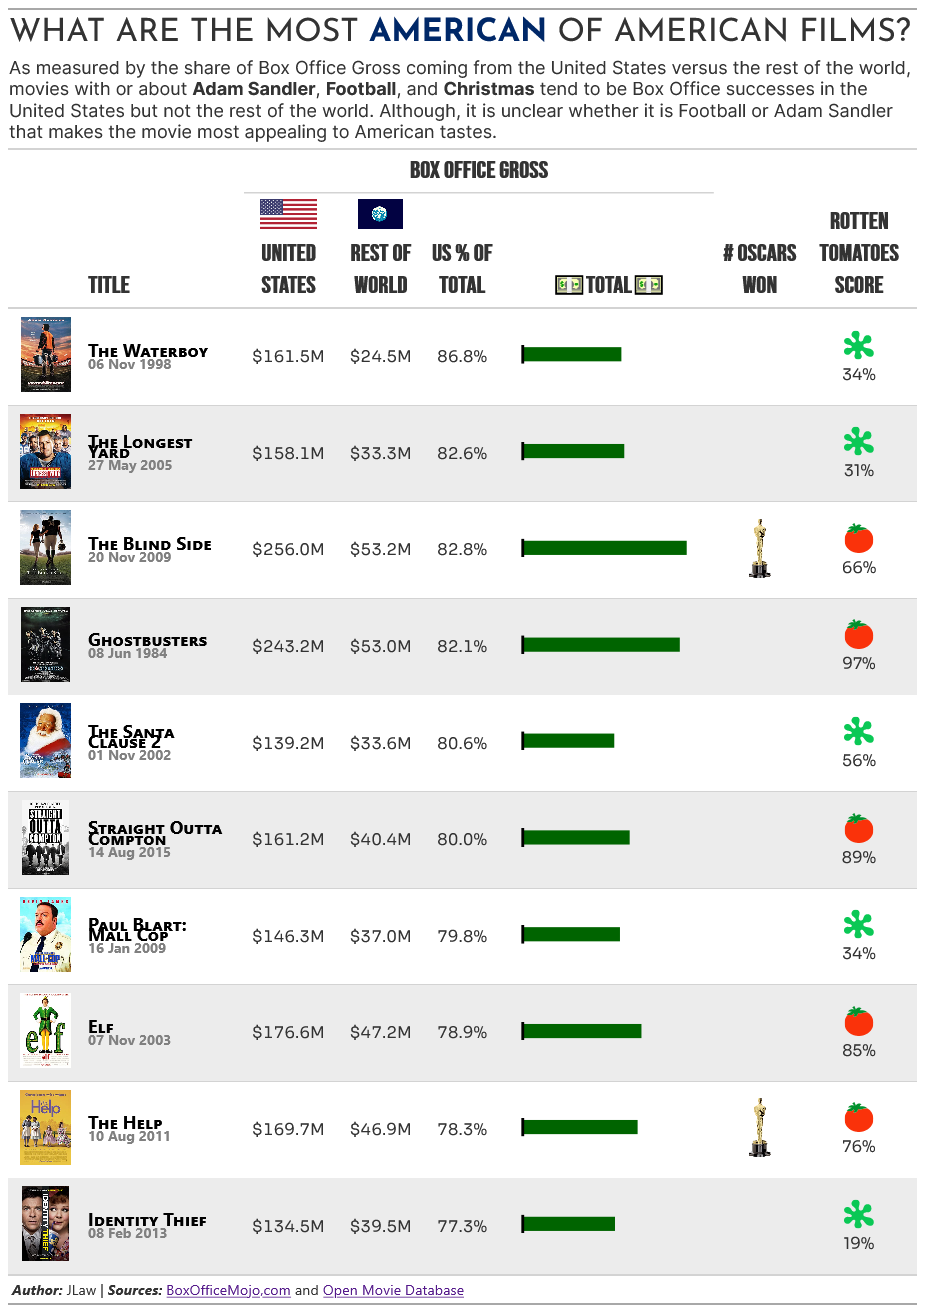 WHAT ARE THE MOST AMERICAN OF AMERICAN FILMS?
As measured by the share of Box Office Gross coming from the United States versus the rest of the world,
movies with or about Adam Sandler, Football, and Christmas tend to be Box Office successes in the
United States but not the rest of the world. Although, it is unclear whether it is Football or Adam Sandler
that makes the movie most appealing to American tastes.
BOX OFFICE GROSS
TITLE
UNITED
STATES
REST OF
WORLD
US % OF
TOTAL
TOTAL
# OSCARS
WON
ROTTEN
TOMATOES
SCORE
The Waterboy
06 Nov 1998
$161.5M $24.5M 86.8%
34%
The Longest
Yard
27 May 2005
$158.1M $33.3M 82.6%
31%
The Blind Side
20 Nov 2009
$256.0M $53.2M 82.8%
66%
Ghostbusters
08 Jun 1984
$243.2M $53.0M 82.1%
97%
The Santa
Clause 2
01 Nov 2002
$139.2M $33.6M 80.6%
56%
STRAIGHT
OUTTA
COMPTON
Straight Outta
Compton
14 Aug 2015
$161.2M $40.4M 80.0%
89%
KEVIN JAMES
MALL COP
Paul Blart:
Mall Cop
16 Jan 2009
$146.3M $37.0M 79.8%
34%
elf
Elf
07 Nov 2003
$176.6M $47.2M 78.9%
85%
Help
The Help
10 Aug 2011
$169.7M $46.9M 78.3%
76%
IDENTITY THIEF
Identity Thief
08 Feb 2013
$134.5M $39.5M 77.3%
19%
Author: JLaw | Sources: BoxOfficeMojo.com and Open Movie Database